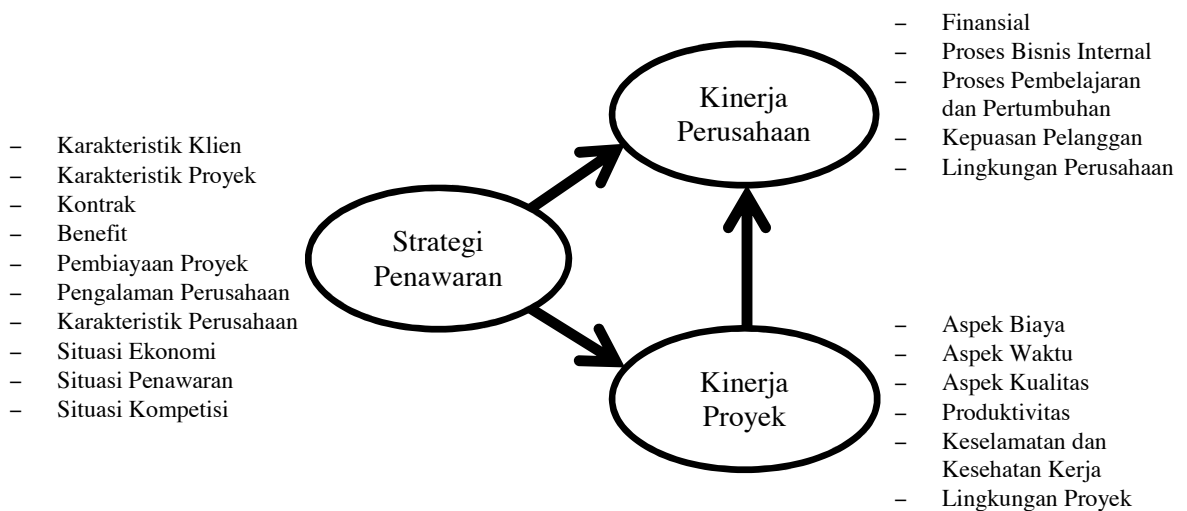 – Karakteristik Klien
– Karakteristik Proyek
– Kontrak
– Benefit
– Pembiayaan Proyek
– Pengalaman Perusahaan
– Karakteristik Perusahaan
– Situasi Ekonomi
– Situasi Penawaran
– Situasi Kompetisi
Strategi
Penawaran
Kinerja
Perusahaan
– Finansial
– Proses Bisnis Internal
– Proses Pembelajaran
dan Pertumbuhan
– Kepuasan Pelanggan
– Lingkungan Perusahaan
Kinerja
Proyek
– Aspek Biaya
– Aspek Waktu
– Aspek Kualitas
– Produktivitas
– Keselamatan dan
Kesehatan Kerja
– Lingkungan Proyek